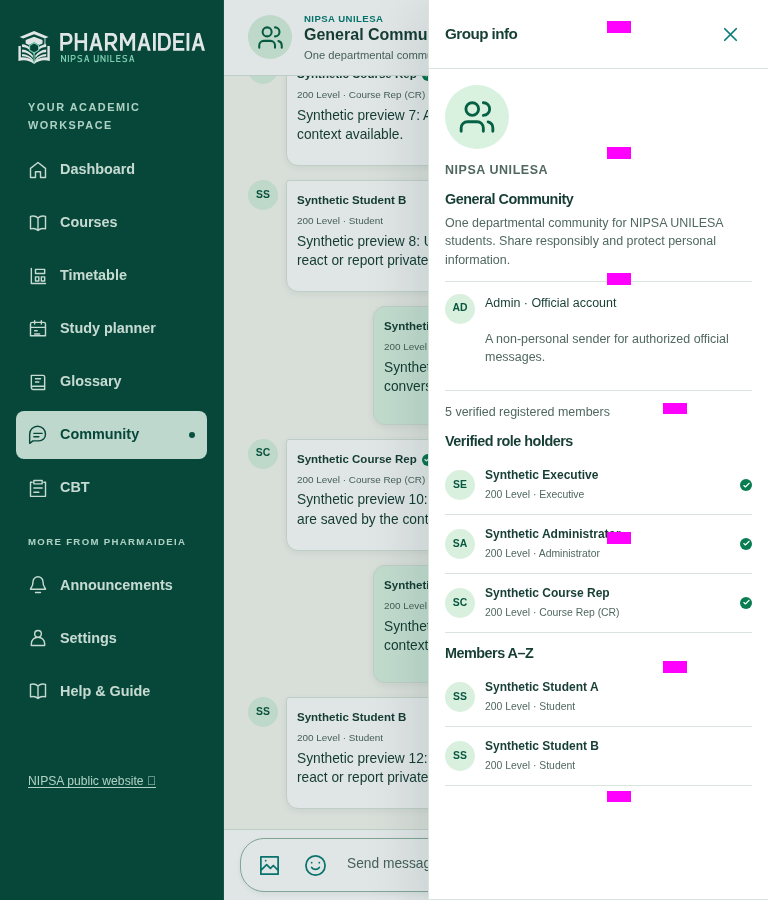 PHARMAIDEIA
NIPSA UNILESA
YOUR ACADEMIC
WORKSPACE
Dashboard
Courses
Timetable
Study planner
Glossary
Community
CBT
MORE FROM PHARMAIDEIA
Announcements
Settings
Help & Guide
NIPSA public website
NIPSA UNILESA
General Commu
One departmental comm
Synthetic Course Rep
200 Level · Course Rep (CR)
Synthetic preview 7: A
context available.
SS
Synthetic Student B
200 Level · Student
Synthetic preview 8: U
react or report private
Syntheti
200 Level
Synthet
convers
SC
Synthetic Course Rep
200 Level · Course Rep (CR)
Synthetic preview 10:
are saved by the cont
Syntheti
200 Level
Synthet
context
SS
Synthetic Student B
200 Level · Student
Synthetic preview 12:
react or report private
Send messag
Group info
NIPSA UNILESA
General Community
One departmental community for NIPSA UNILESA
students. Share responsibly and protect personal
information.
AD
Admin · Official account
A non-personal sender for authorized official
messages.
5 verified registered members
Verified role holders
SE
Synthetic Executive
200 Level · Executive
SA
Synthetic Administrator
200 Level · Administrator
SC
Synthetic Course Rep
200 Level · Course Rep (CR)
Members A–Z
SS
Synthetic Student A
200 Level · Student
SS
Synthetic Student B
200 Level · Student